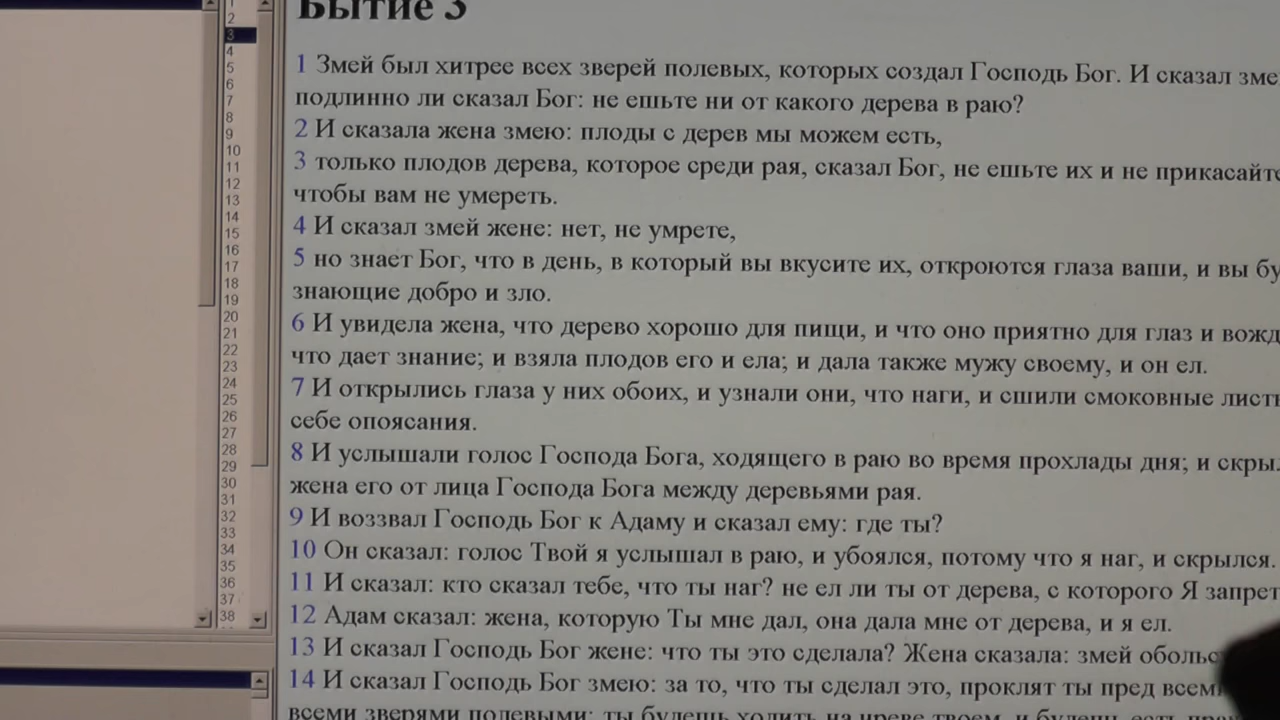 Бытие 3
1 Змей был хитрее всех зверей полевых, которых создал Господь Бог. И сказал
подлинно ли сказал Бог: не ешьте ни от какого дерева в раю?
2 И сказала жена змею: плоды с дерев мы можем есть,
3 только плодов дерева, которое среди рая, сказал Бог, не ешьте их и не
чтобы вам не умереть.
4 И сказал змей жене: нет, не умрете,
5 но знает Бог, что в день, в который вы вкусите их, откроются глаза ваши, и вы
знающие добро и зло.
6 И увидела жена, что дерево хорошо для пищи, и что оно приятно для глаз и
что дает знание; и взяла плодов его и ела; и дала также мужу своему, и он ел.
7 И открылись глаза у них обоих, и узнали они, что наги, и сшили смоковные
себе опоясания.
8 И услышали голос Господа Бога, ходящего в раю во время прохлады дня; и
жена его от лица Господа Бога между деревьями рая.
9 И воззвал Господь Бог к Адаму и сказал ему: где ты?
10 Он сказал: голос Твой я услышал в раю, и убоялся, потому что я наг, и скрылся.
11 И сказал: кто сказал тебе, что ты наг? не ел ли ты от дерева, с которого Я
12 Адам сказал: жена, которую Ты мне дал, она дала мне от дерева, и я ел.
13 И сказал Господь Бог жене: что ты это сделала? Жена сказала: змей
14 И сказал Господь Бог змею: за то, что ты сделал это, проклят ты пред
всеми зверями полевыми; ты будешь ходить на чреве твоем, и будешь есть
1
2
3
4
5
6
7
8
9
10
11
12
13
14
15
16
17
18
19
20
21
22
23
24
25
26
27
28
29
30
31
32
33
34
35
36
37
38